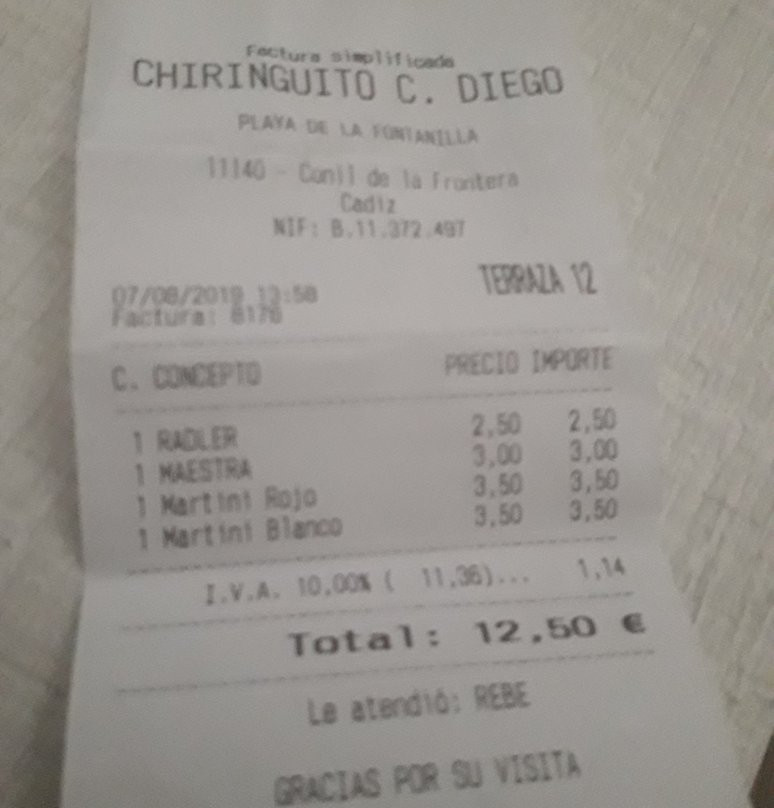 Factura simplificada
CHIRINGUITO C. DIEGO
PLAYA DE LA FONTANILLA
11140 - Conil de la Frontera
Cadiz
NIF: B.11.372.497
TERRAZA 12
07/08/2019 13:58
Factura: 8176
C. CONCEPTO PRECIO IMPORTE
1 RADLER 2,50 2,50
1 MAESTRA 3,00 3,00
1 Martini Rojo 3,50 3,50
1 Martini Blanco 3,50 3,50
I.V.A. 10,00% ( 11,36)... 1,14
Total: 12,50 €
Le atendió: REBE
GRACIAS POR SU VISITA